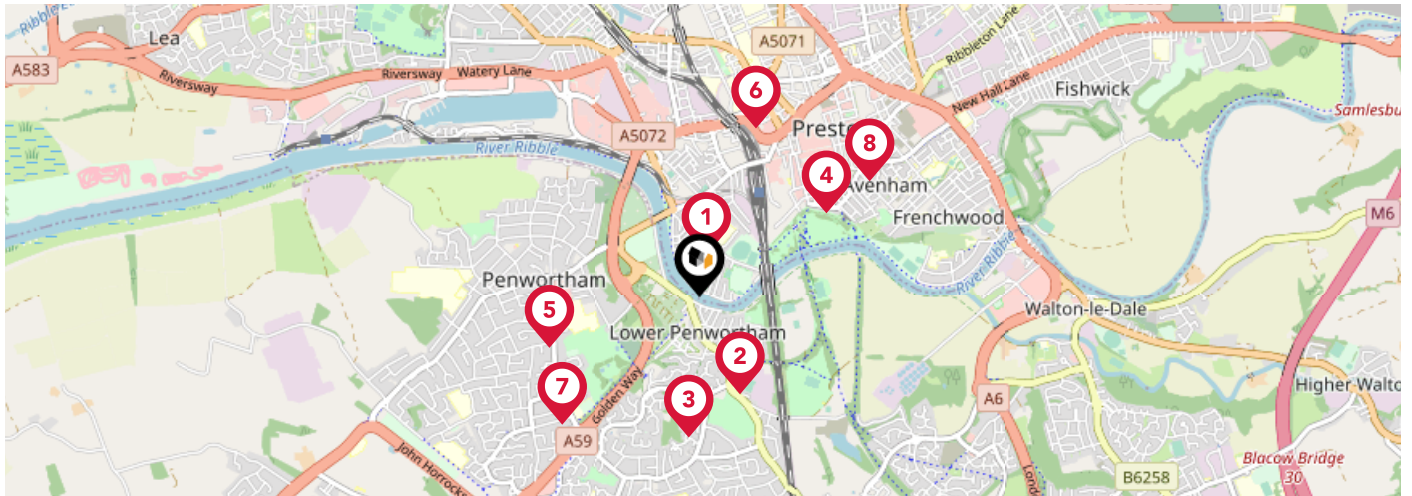 Ribble
Lea
A583
Riversway
Riversway
Watery Lane
A5071
Ribbleton Lane
New Hall Lane
Fishwick
Samlesbu
6
A5072
River Ribble
Prest
8
4
Avenham
Frenchwood
M6
1
River Ribble
Penwortham
5
Walton-le-Dale
Lower Penwortham
2
7
3
Golden Way
A6
Higher Walto
A59
John Horrocks
Lond
B6258
Blacow Bridge
30